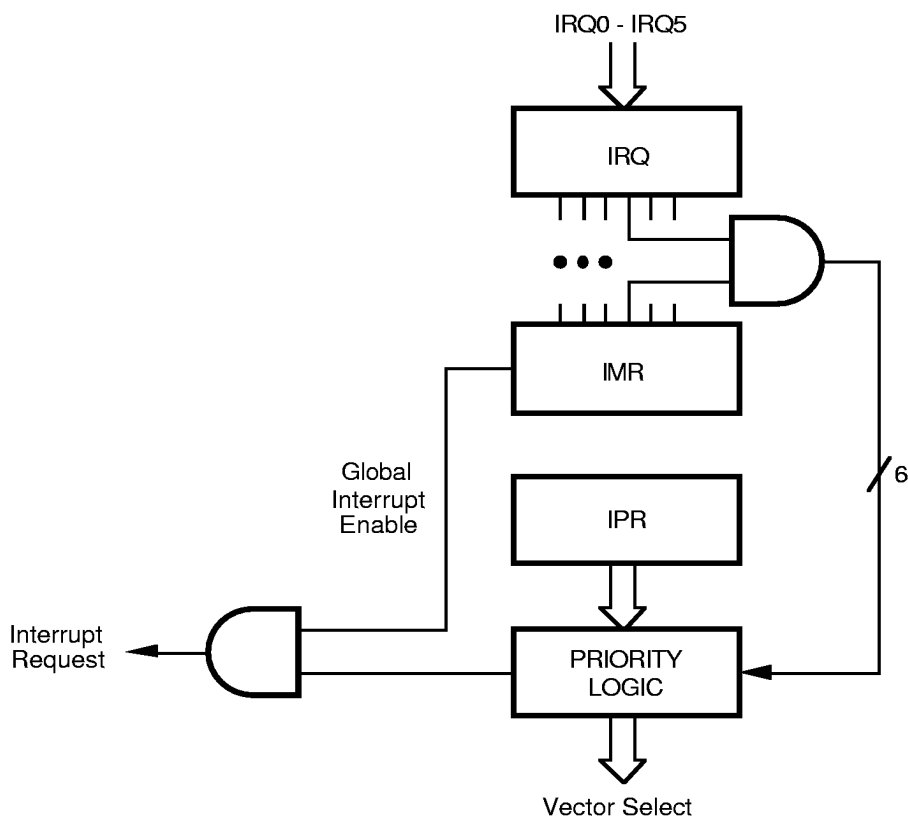 IRQ0 - IRQ5
IRQ
IMR
Global
Interrupt
Enable
6
IPR
Interrupt
Request
PRIORITY
LOGIC
Vector Select